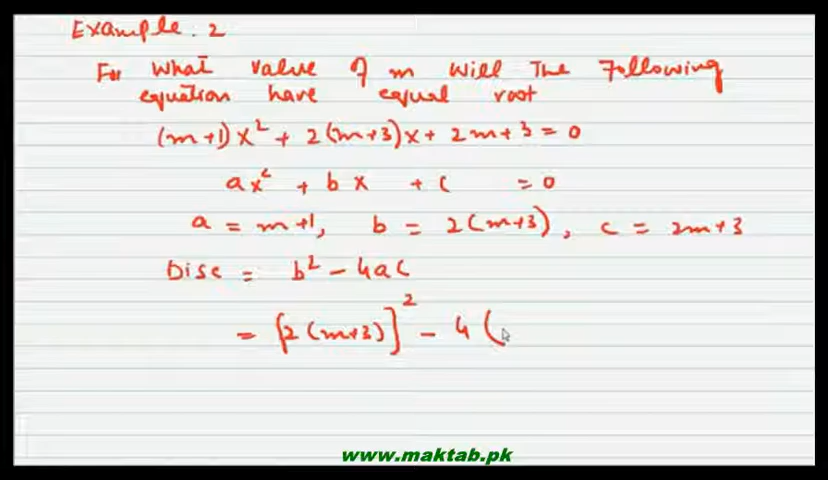 Example. 2
For what value of m will the following
equation have equal root
(m+1)x² + 2(m+3)x + 2m+3 = 0
ax² + bx + c = 0
a = m+1, b = 2(m+3), c = 2m+3
Disc = b² - 4ac
= [2(m+3)]² - 4(
www.maktab.pk